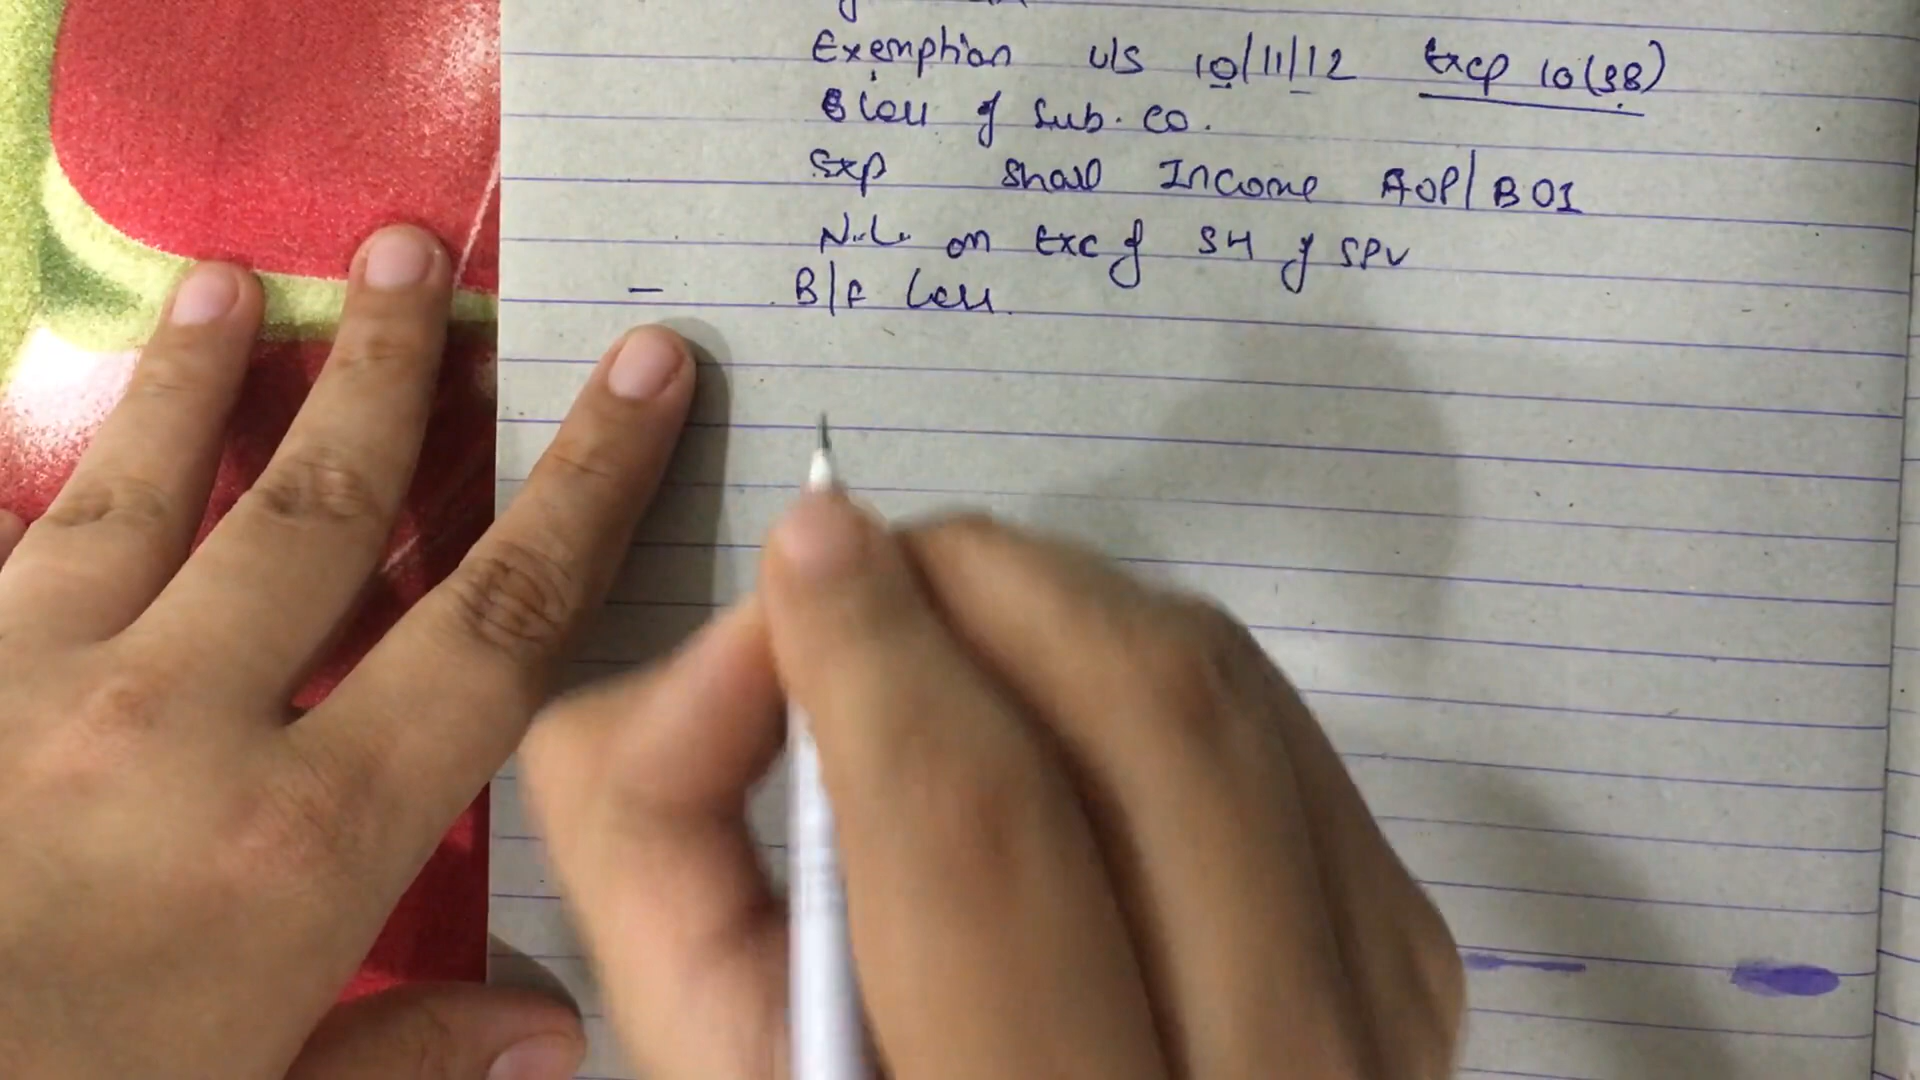 Exemption u/s 10/11/12 Excp 10(38)
Loss of Sub. co.
Exp Share Income AOP/BOI
N.L. on Exc of SH of SPV
- B/F Loss